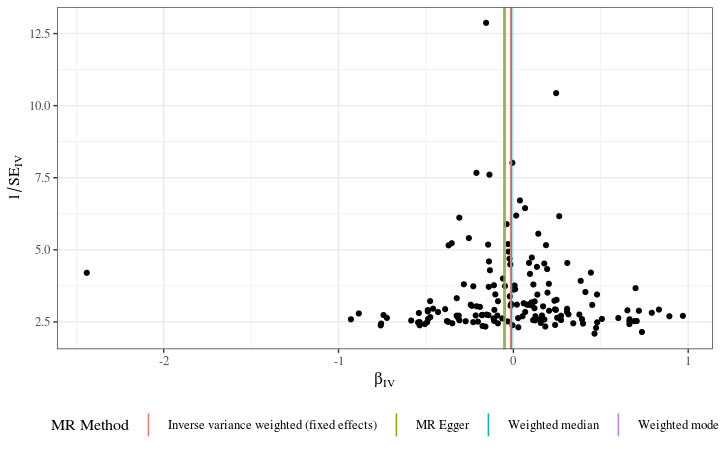 12.5
10.0
7.5
5.0
2.5
1/SE_IV
-2
-1
0
1
β_IV
MR Method
Inverse variance weighted (fixed effects)
MR Egger
Weighted median
Weighted mode